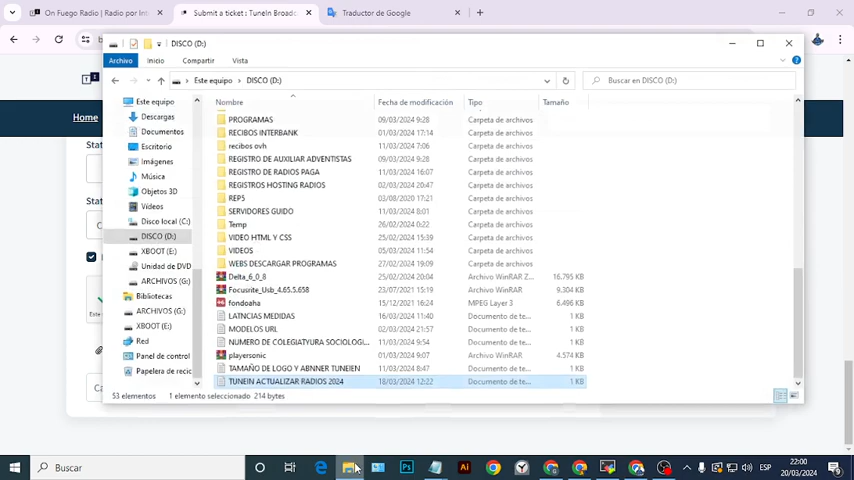 On Fuego Radio | Radio por Int
Submit a ticket : TuneIn Broadc
Traductor de Google
DISCO (D:)
Archivo Inicio Compartir Vista
Este equipo > DISCO (D:)
Buscar en DISCO (D:)
Nombre Fecha de modificación Tipo Tamaño
Este equipo
Descargas
Documentos
Escritorio
Imágenes
Música
Objetos 3D
Vídeos
Disco local (C:)
DISCO (D:)
XBOOT (E:)
Unidad de DVD
ARCHIVOS (G:)
Bibliotecas
ARCHIVOS (G:)
XBOOT (E:)
Red
Panel de control
Papelera de recic
PROGRAMAS 09/03/2024 9:28 Carpeta de archivos
RECIBOS INTERBANK 01/03/2024 17:14 Carpeta de archivos
recibos ovh 11/03/2024 7:06 Carpeta de archivos
REGISTRO DE AUXILIAR ADVENTISTAS 09/03/2024 9:28 Carpeta de archivos
REGISTRO DE RADIOS PAGA 11/03/2024 16:07 Carpeta de archivos
REGISTROS HOSTING RADIOS 02/03/2024 20:47 Carpeta de archivos
REP5 03/08/2020 17:21 Carpeta de archivos
SERVIDORES GUIDO 11/03/2024 8:01 Carpeta de archivos
Temp 26/02/2024 0:22 Carpeta de archivos
VIDEO HTML Y CSS 25/02/2024 15:39 Carpeta de archivos
VIDEOS 05/03/2024 11:54 Carpeta de archivos
WEBS DESCARGAR PROGRAMAS 27/02/2024 19:09 Carpeta de archivos
Delta_6_0_8 25/02/2024 20:04 Archivo WinRAR Z... 16.795 KB
Focusrite_Usb_4.65.5.658 23/07/2021 15:19 Archivo WinRAR 9,304 KB
fondoaha 15/12/2021 16:24 MPEG Layer 3 6.496 KB
LATNCIAS MEDIDAS 16/03/2024 11:40 Documento de te... 1 KB
MODELOS URL 02/03/2024 21:57 Documento de te... 1 KB
NUMERO DE COLEGIATYURA SOCIOLOGI... 11/03/2024 9:54 Documento de te... 1 KB
playersonic 01/03/2024 9:07 Archivo WinRAR 4.574 KB
TAMAÑO DE LOGO Y ABNNER TUNEIEN 11/03/2024 8:47 Documento de te... 1 KB
TUNEIN ACTUALIZAR RADIOS 2024 18/03/2024 12:22 Documento de te... 1 KB
53 elementos 1 elemento seleccionado 214 bytes
Home
Stat
Stat
Este
Ca
Buscar
ESP
22:00
20/03/2024